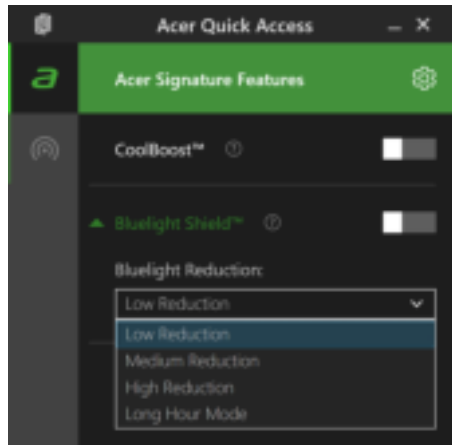 Acer Quick Access
Acer Signature Features
CoolBoost™
Bluelight Shield™
Bluelight Reduction:
Low Reduction
Low Reduction
Medium Reduction
High Reduction
Long Hour Mode